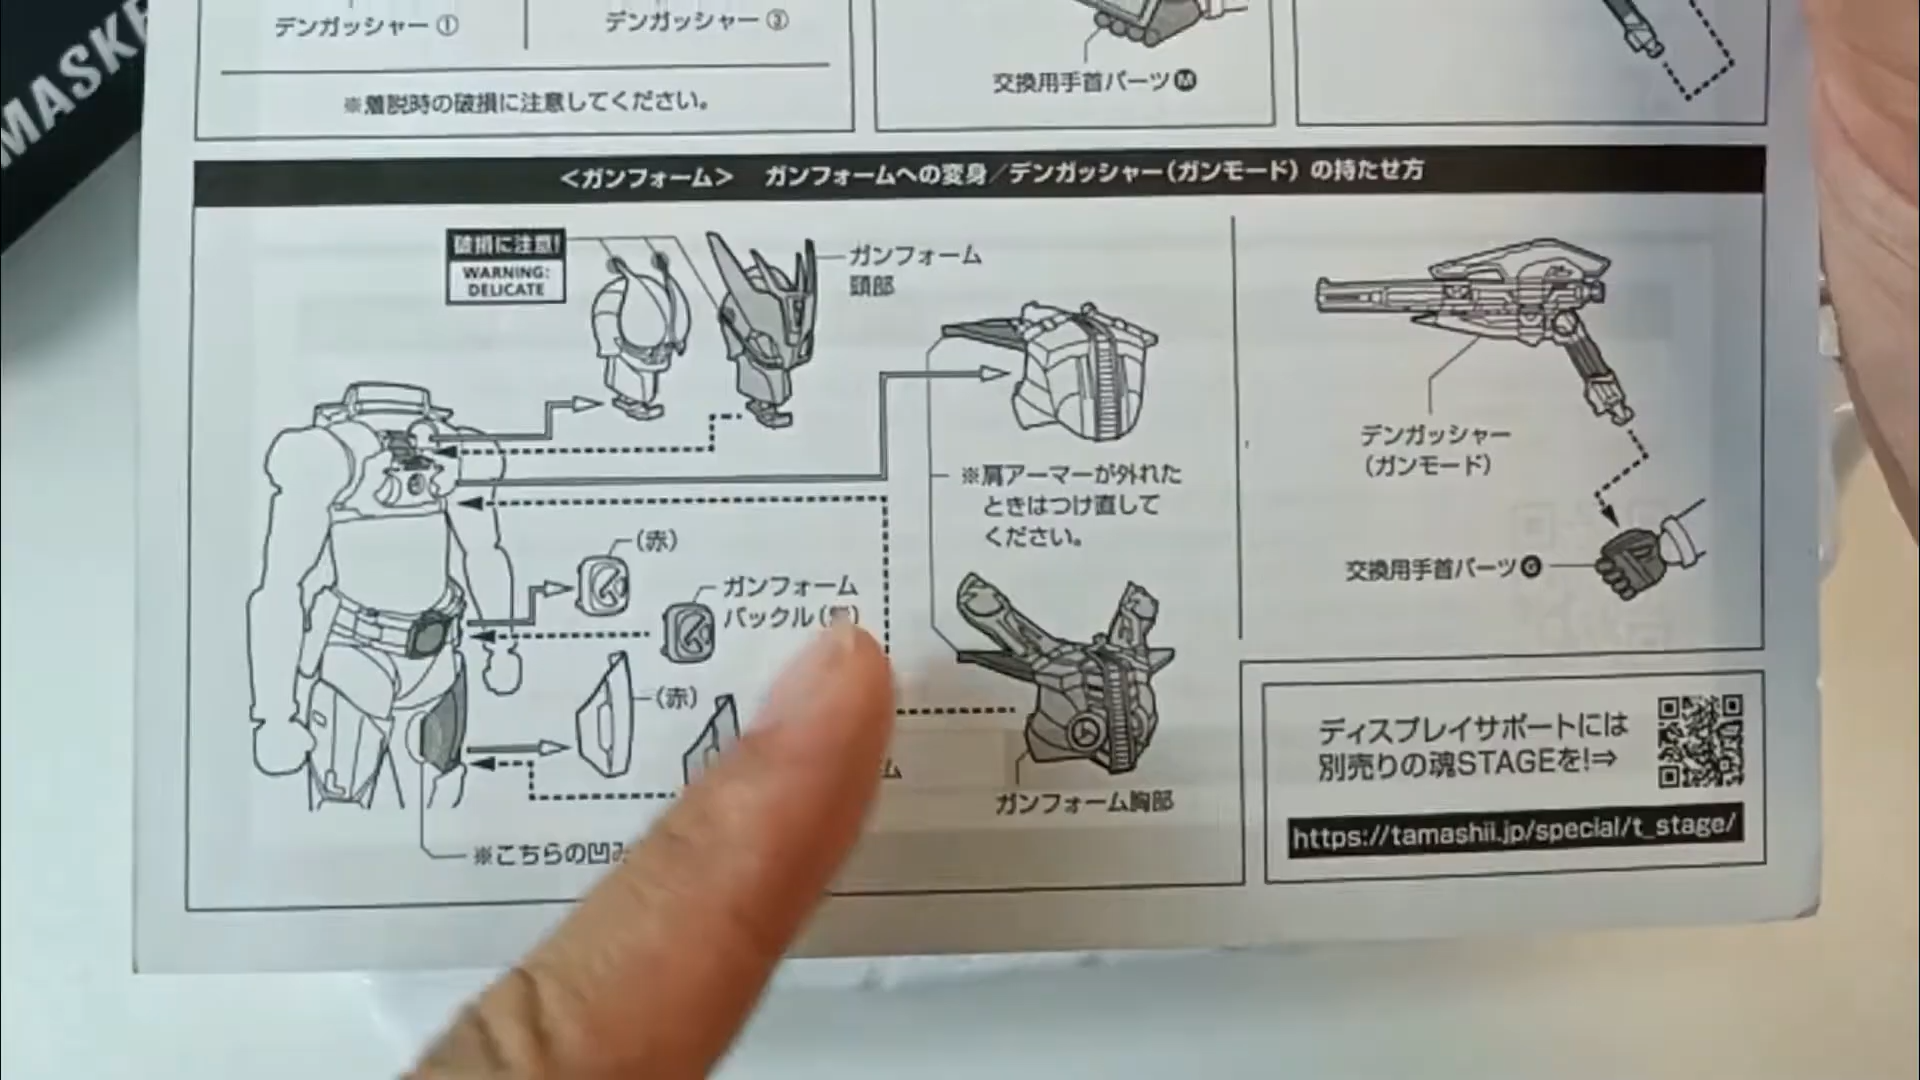 MASKE
デンガッシャー①
デンガッシャー③
※着脱時の破損に注意してください。
交換用手首パーツⓂ
<ガンフォーム> ガンフォームへの変身/デンガッシャー(ガンモード)の持たせ方
破損に注意!
WARNING:
DELICATE
ガンフォーム
頭部
※肩アーマーが外れた
ときはつけ直して
ください。
デンガッシャー
(ガンモード)
(赤)
ガンフォーム
バックル(
交換用手首パーツⒼ
(赤)
ム
ガンフォーム胸部
※こちらの凹み
ディスプレイサポートには
別売りの魂STAGEを!⇒
https://tamashii.jp/special/t_stage/